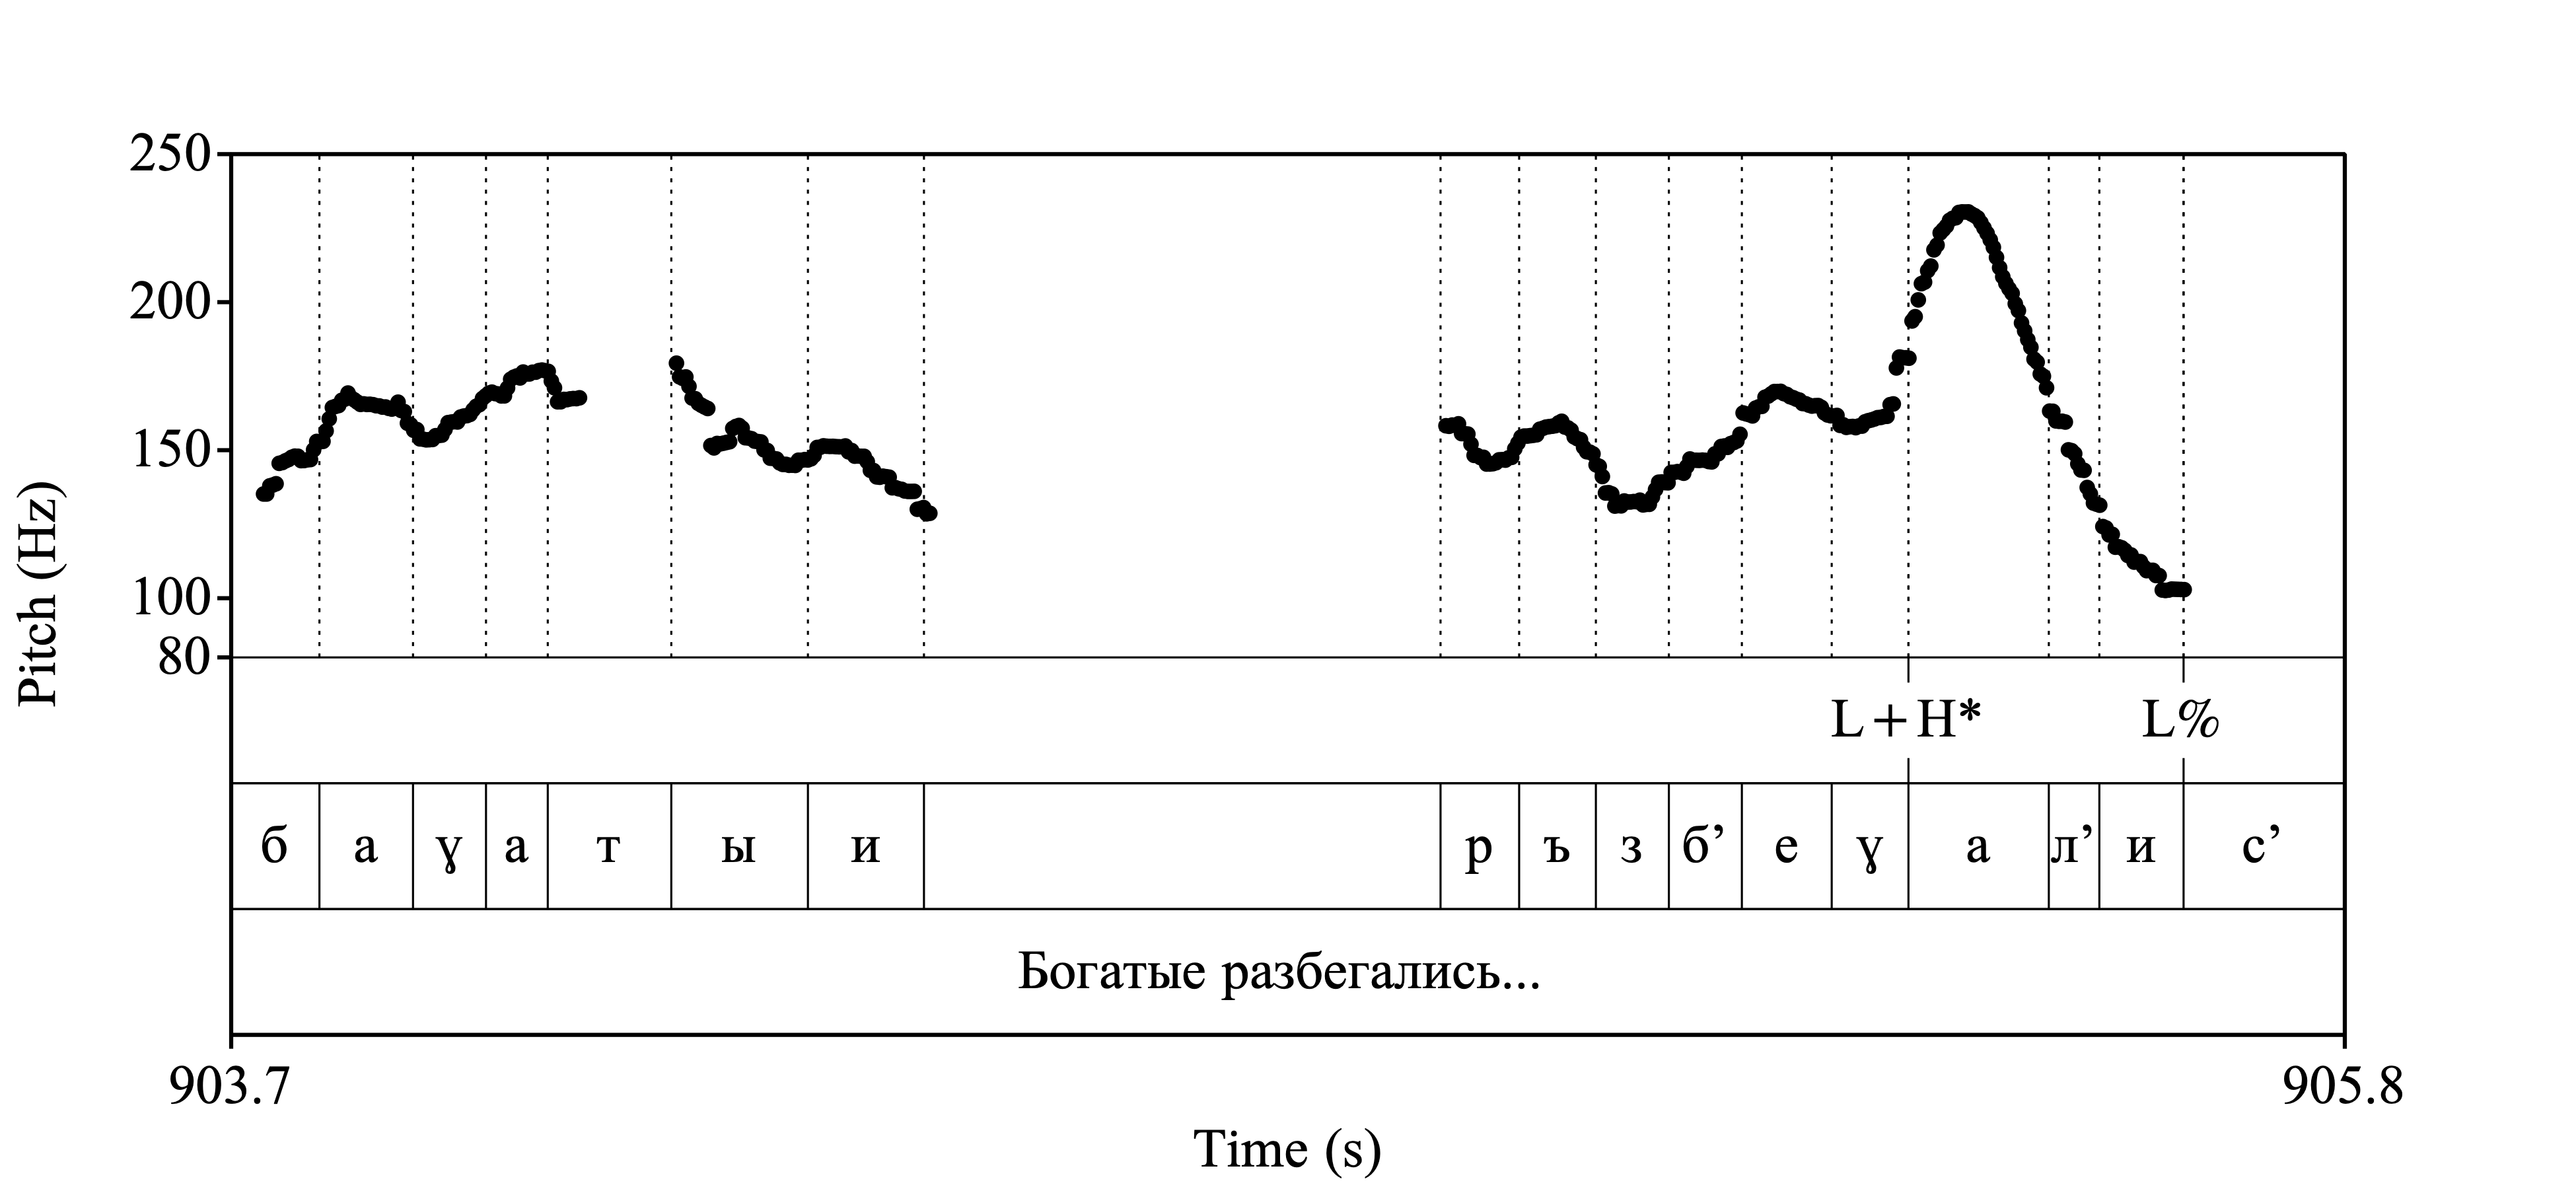 250
200
150
100
80
Pitch (Hz)
L+H* L%
б а ɣ а т ы и р ъ з б’ е ɣ а л’ и с’
Богатые разбегались...
903.7 905.8
Time (s)